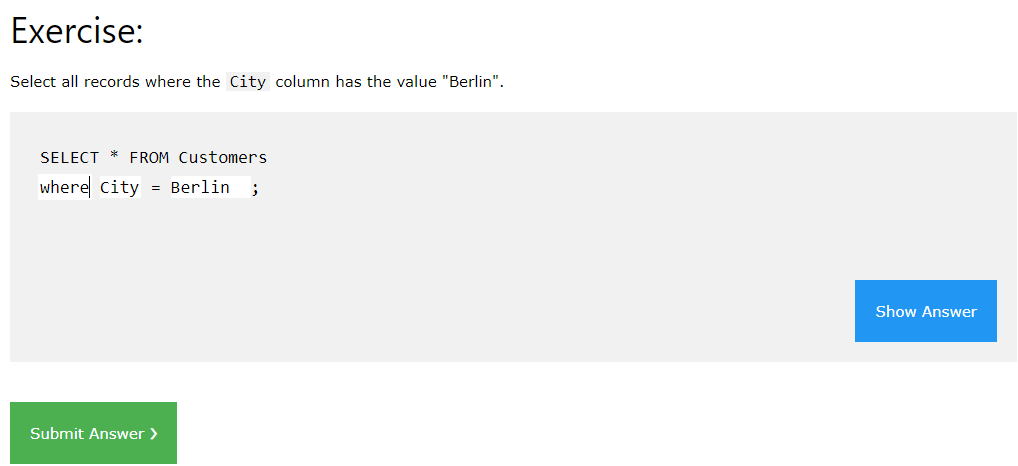 Exercise:
Select all records where the City column has the value "Berlin".
SELECT * FROM Customers
where City = Berlin ;
Show Answer
Submit Answer ❯